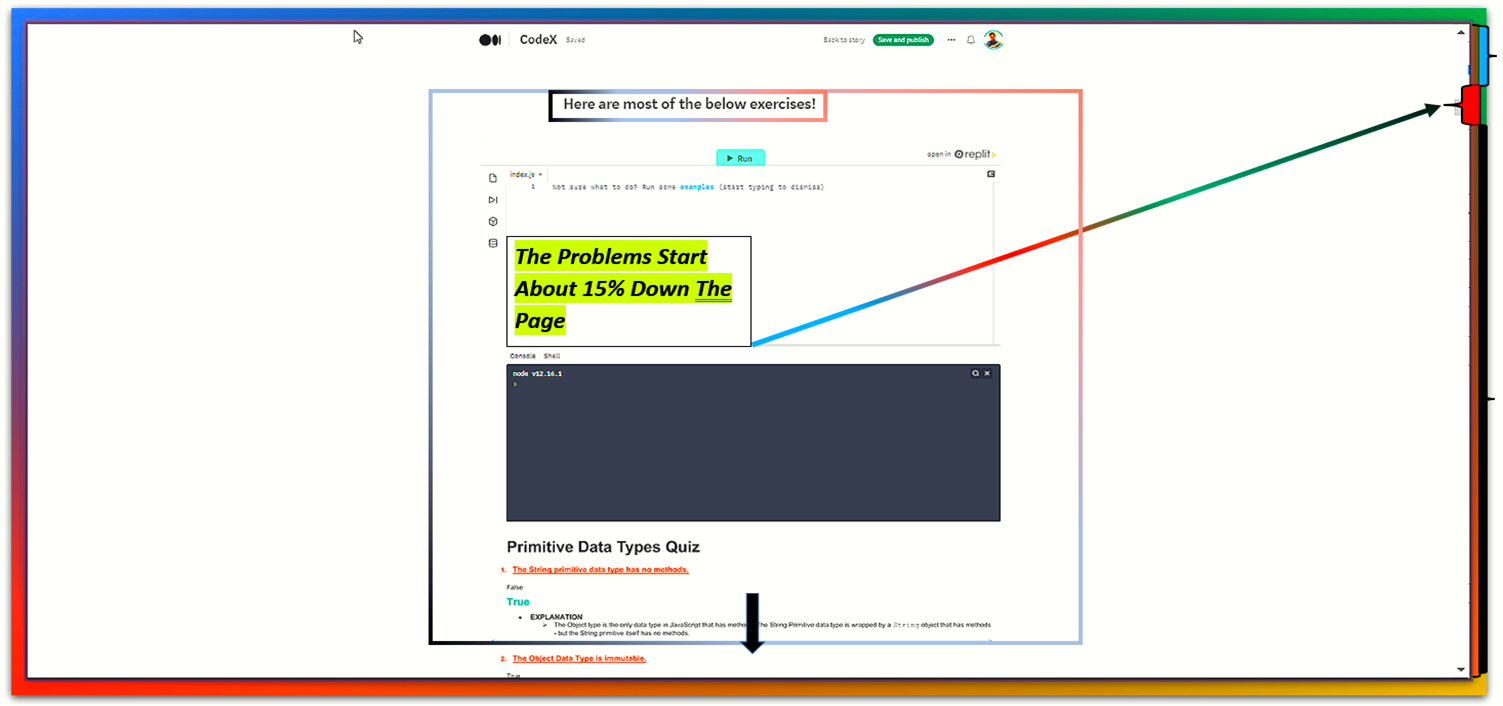 CodeX Saved Back to story Save and publish
Here are most of the below exercises!
Run
open in replit
index.js
1 Not sure what to do? Run some examples (start typing to dismiss)
The Problems Start
About 15% Down The
Page
Console Shell
node v12.16.1
Primitive Data Types Quiz
1. The String primitive data type has no methods.
False
True
EXPLANATION
The Object type is the only data type in JavaScript that has The String Primitive data type is wrapped by a String object that has methods
- but the String primitive itself has no methods.
2. The Object Data Type is immutable.
True